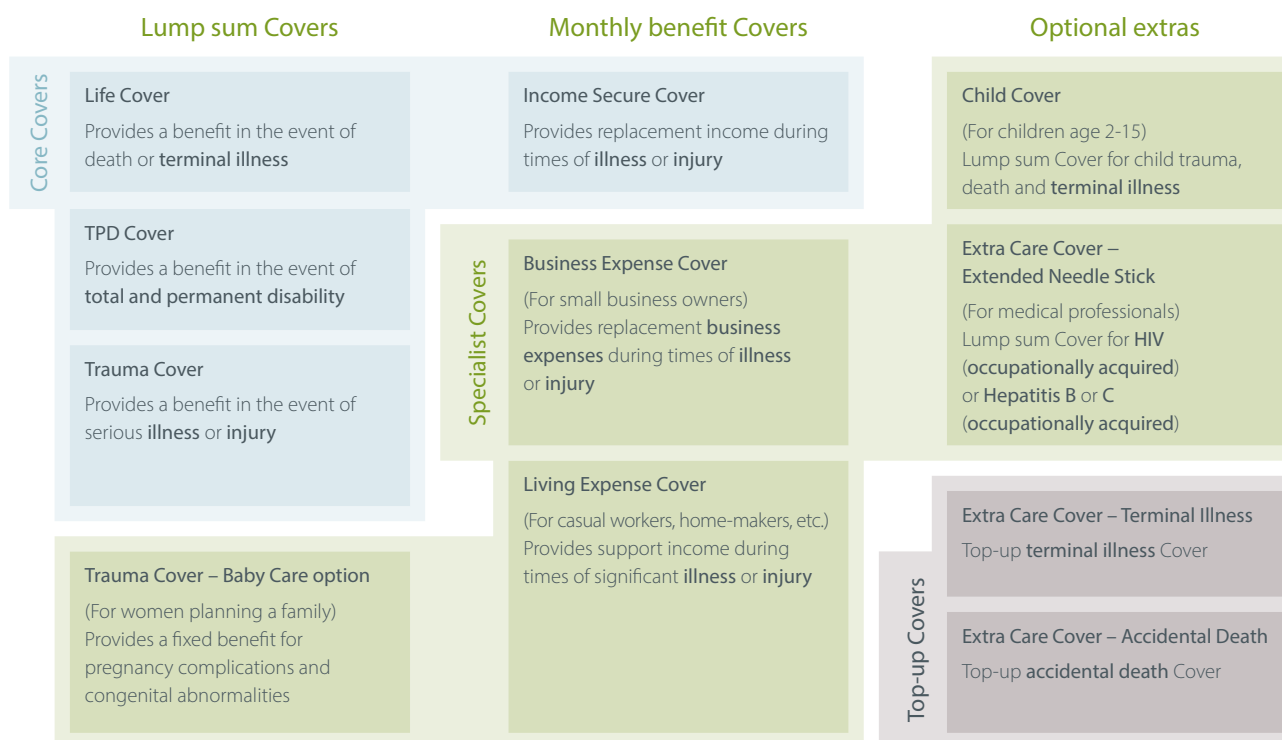 Lump sum Covers
Monthly benefit Covers
Optional extras
Core Covers
Life Cover
Provides a benefit in the event of
death or terminal illness
TPD Cover
Provides a benefit in the event of
total and permanent disability
Trauma Cover
Provides a benefit in the event of
serious illness or injury
Income Secure Cover
Provides replacement income during
times of illness or injury
Specialist Covers
Trauma Cover – Baby Care option
(For women planning a family)
Provides a fixed benefit for
pregnancy complications and
congenital abnormalities
Business Expense Cover
(For small business owners)
Provides replacement business
expenses during times of illness
or injury
Living Expense Cover
(For casual workers, home-makers, etc.)
Provides support income during
times of significant illness or injury
Child Cover
(For children age 2-15)
Lump sum Cover for child trauma,
death and terminal illness
Extra Care Cover –
Extended Needle Stick
(For medical professionals)
Lump sum Cover for HIV
(occupationally acquired)
or Hepatitis B or C
(occupationally acquired)
Top-up Covers
Extra Care Cover – Terminal Illness
Top-up terminal illness Cover
Extra Care Cover – Accidental Death
Top-up accidental death Cover